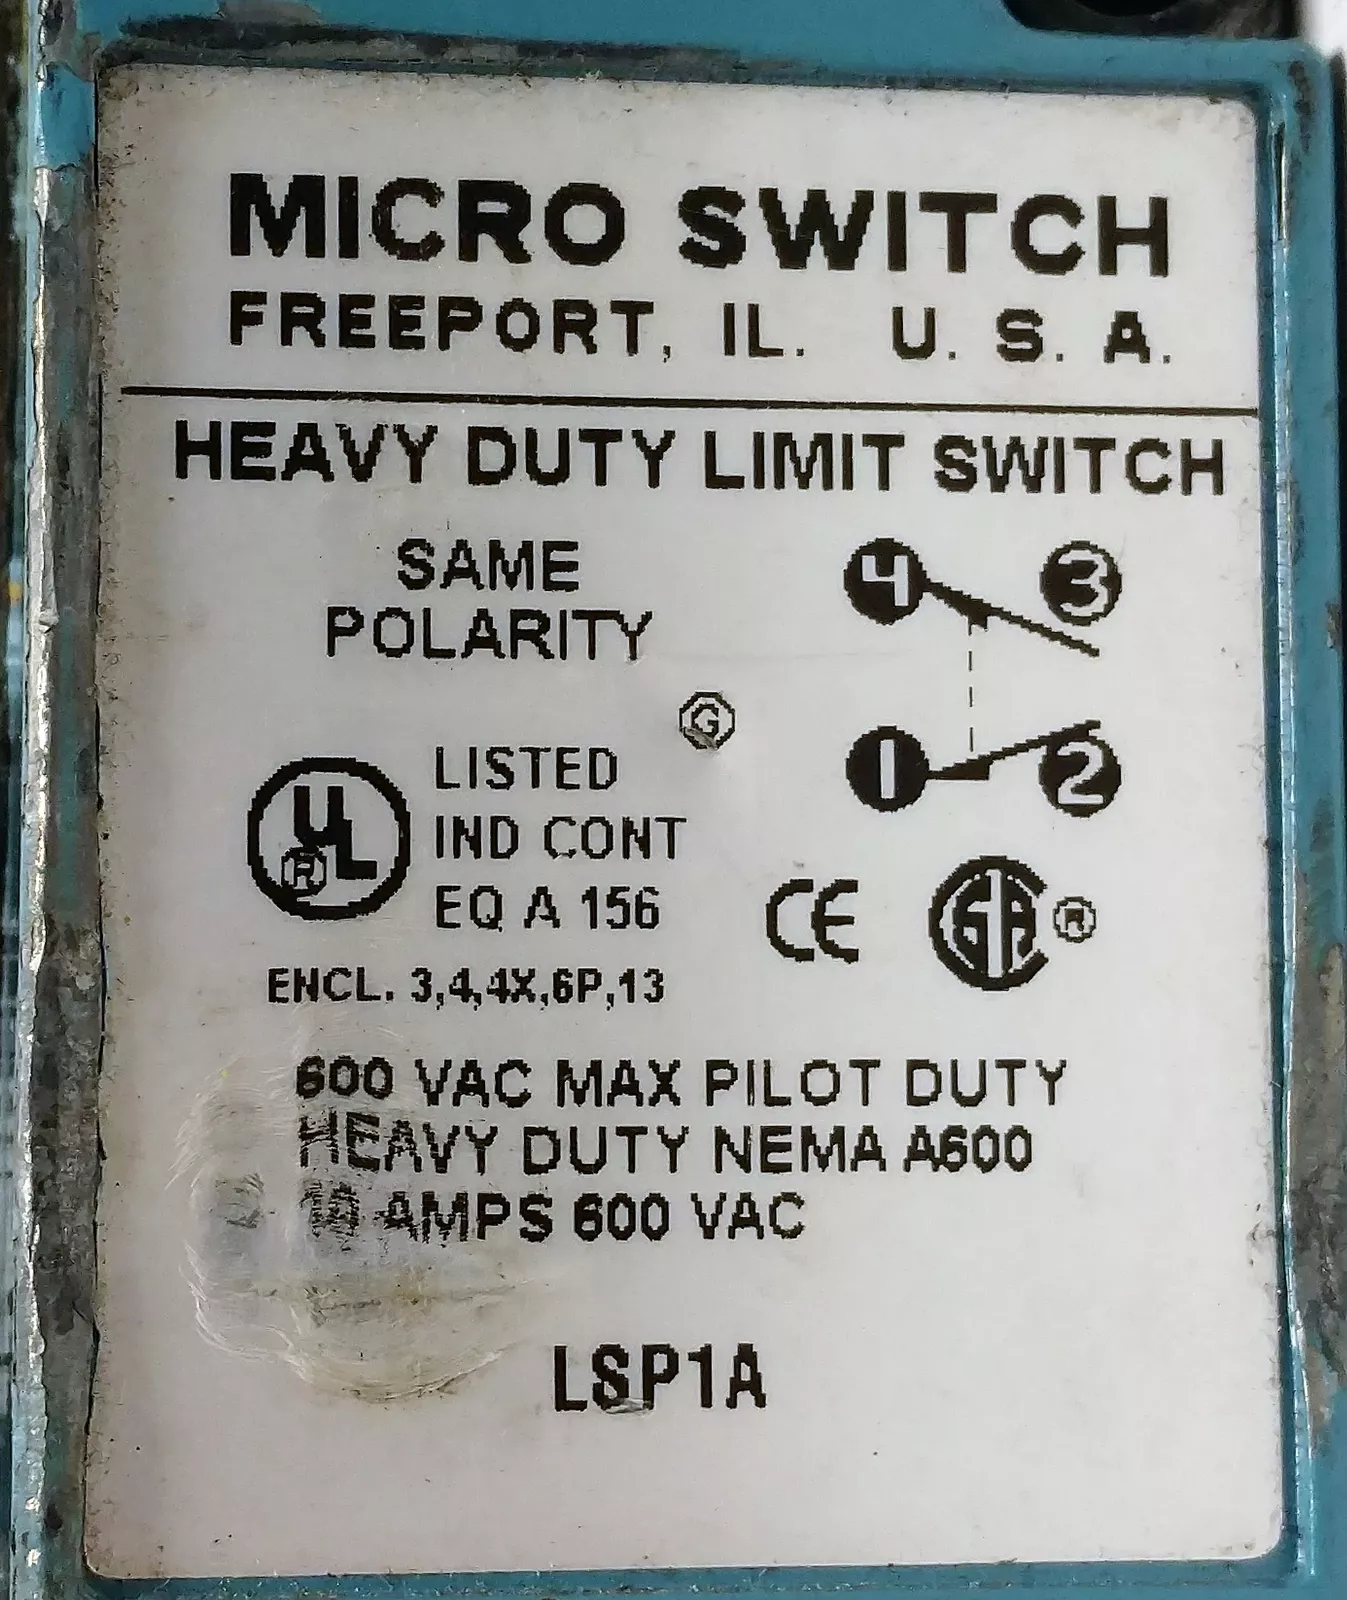 MICRO SWITCH
FREEPORT, IL. U. S. A.
HEAVY DUTY LIMIT SWITCH
SAME
POLARITY
4 3
G
1 2
UL ®
LISTED
IND CONT
EQ A 156
CE
SA ®
ENCL. 3,4,4X,6P,13
600 VAC MAX PILOT DUTY
HEAVY DUTY NEMA A600
AMPS 600 VAC
LSP1A